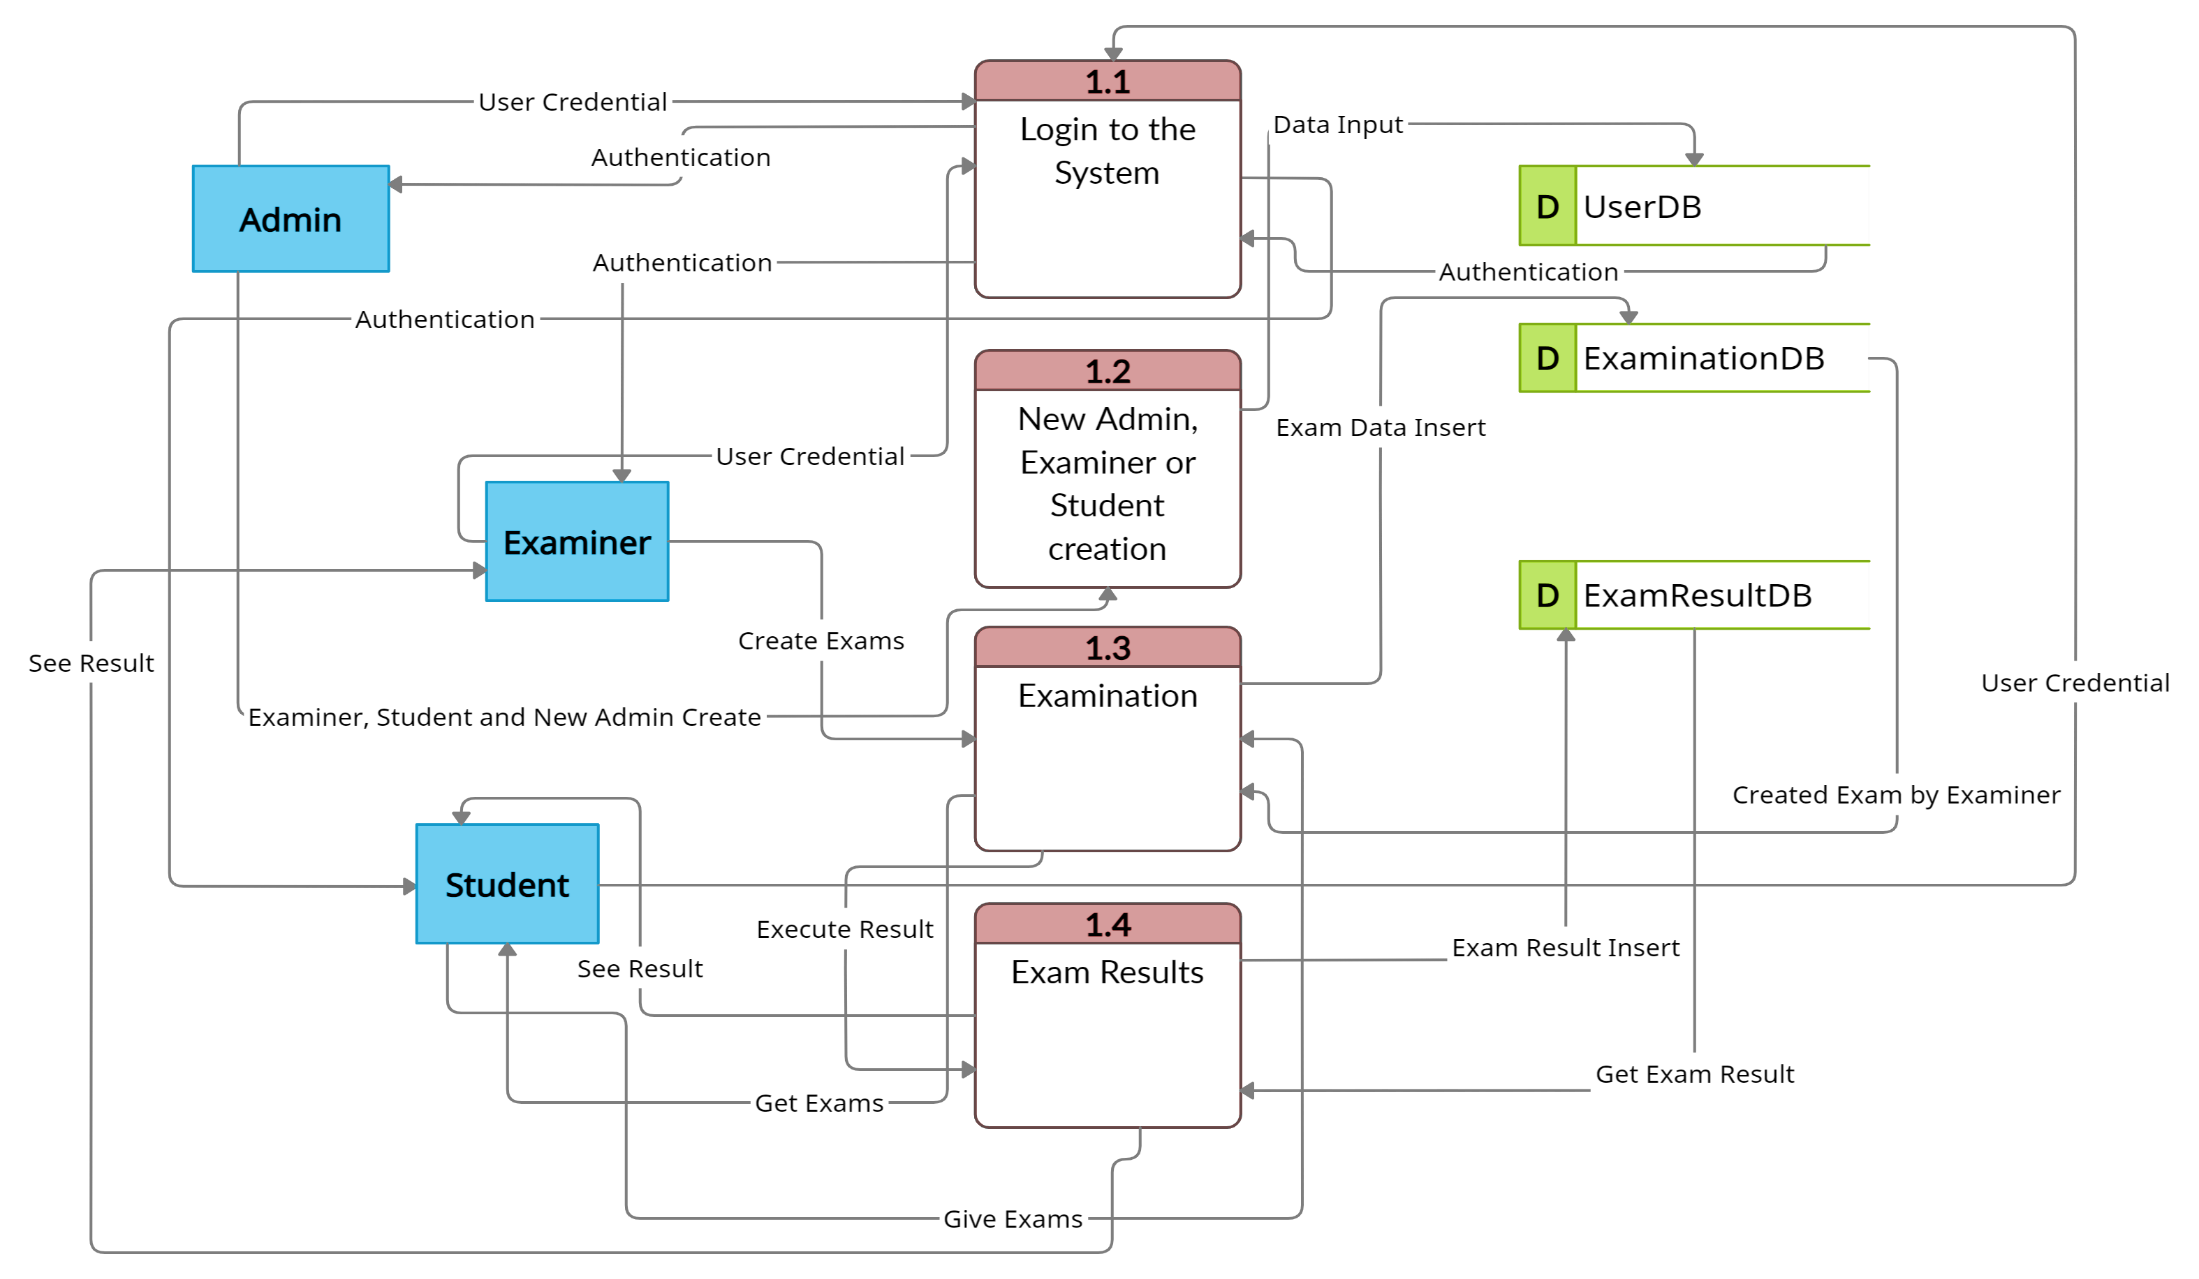 1.1
User Credential
Login to the
System
Data Input
Authentication
D UserDB
Admin
Authentication
Authentication
Authentication
D ExaminationDB
1.2
New Admin,
Examiner or
Student
creation
Exam Data Insert
User Credential
Examiner
D ExamResultDB
Create Exams
1.3
See Result
Examination
User Credential
Examiner, Student and New Admin Create
Created Exam by Examiner
Student
1.4
Execute Result
Exam Result Insert
See Result
Exam Results
Get Exam Result
Get Exams
Give Exams